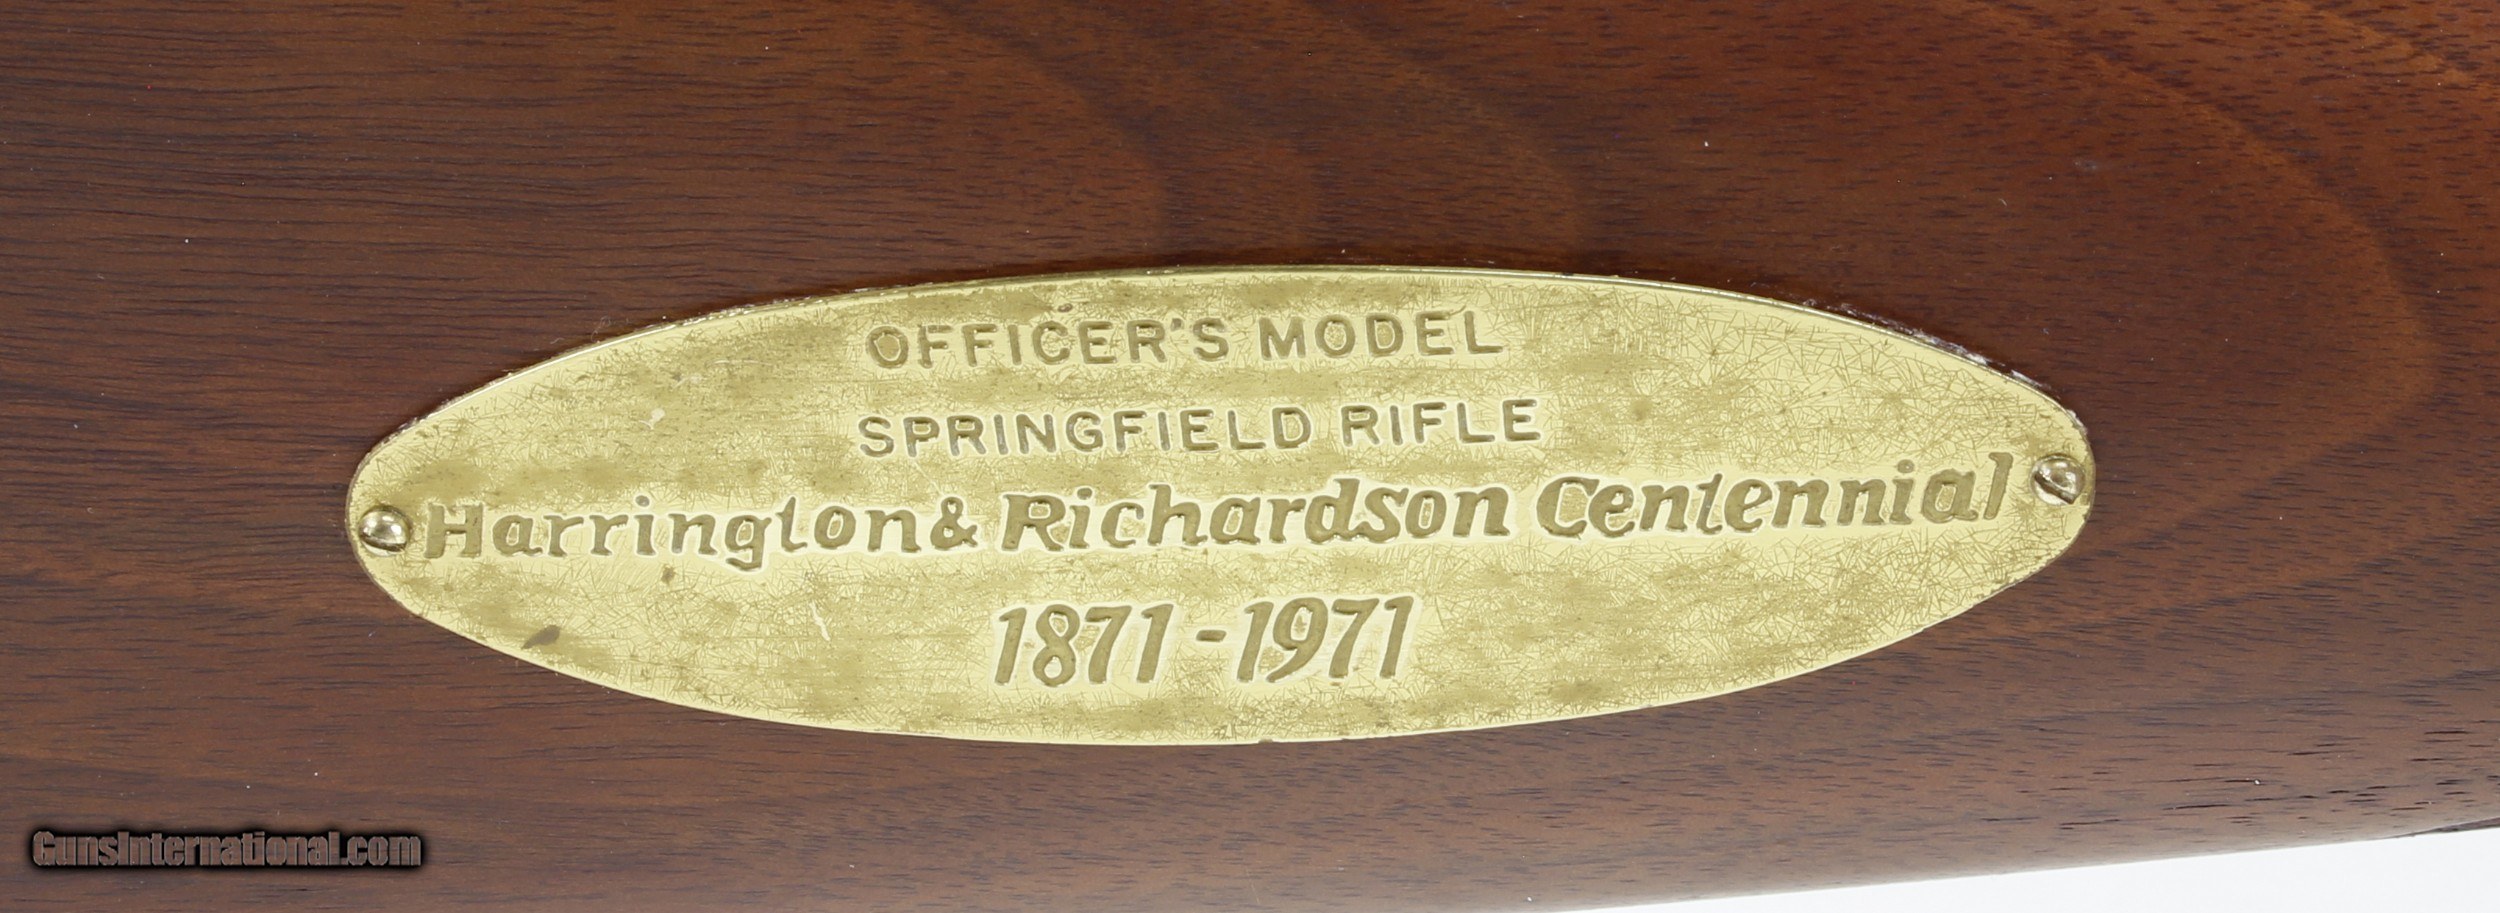 OFFICER'S MODEL
SPRINGFIELD RIFLE
Harrington & Richardson Centennial
1871-1971
GunsInternational.com